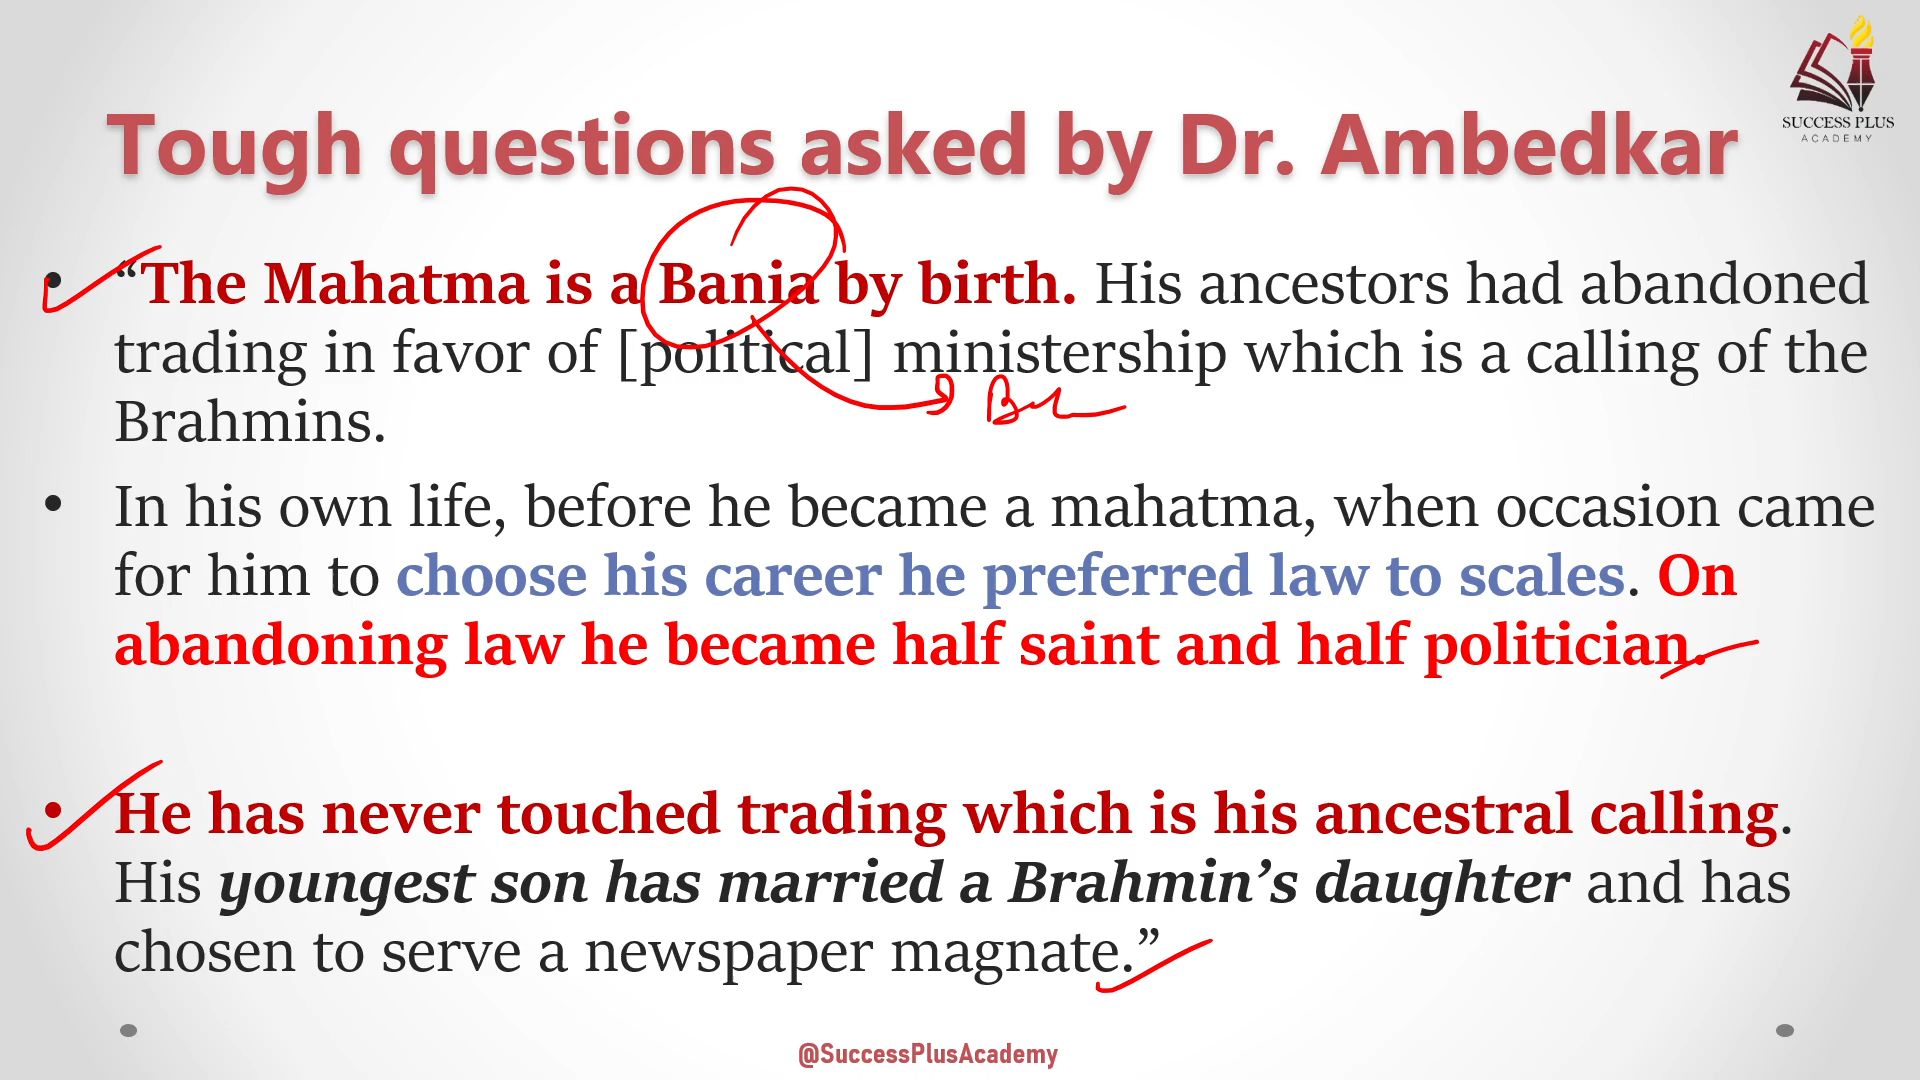 SUCCESS PLUS
ACADEMY
Tough questions asked by Dr. Ambedkar
• “The Mahatma is a Bania by birth. His ancestors had abandoned
trading in favor of [political] ministership which is a calling of the
Brahmins.
• In his own life, before he became a mahatma, when occasion came
for him to choose his career he preferred law to scales. On
abandoning law he became half saint and half politician.
• He has never touched trading which is his ancestral calling.
His youngest son has married a Brahmin’s daughter and has
chosen to serve a newspaper magnate.”
@SuccessPlusAcademy